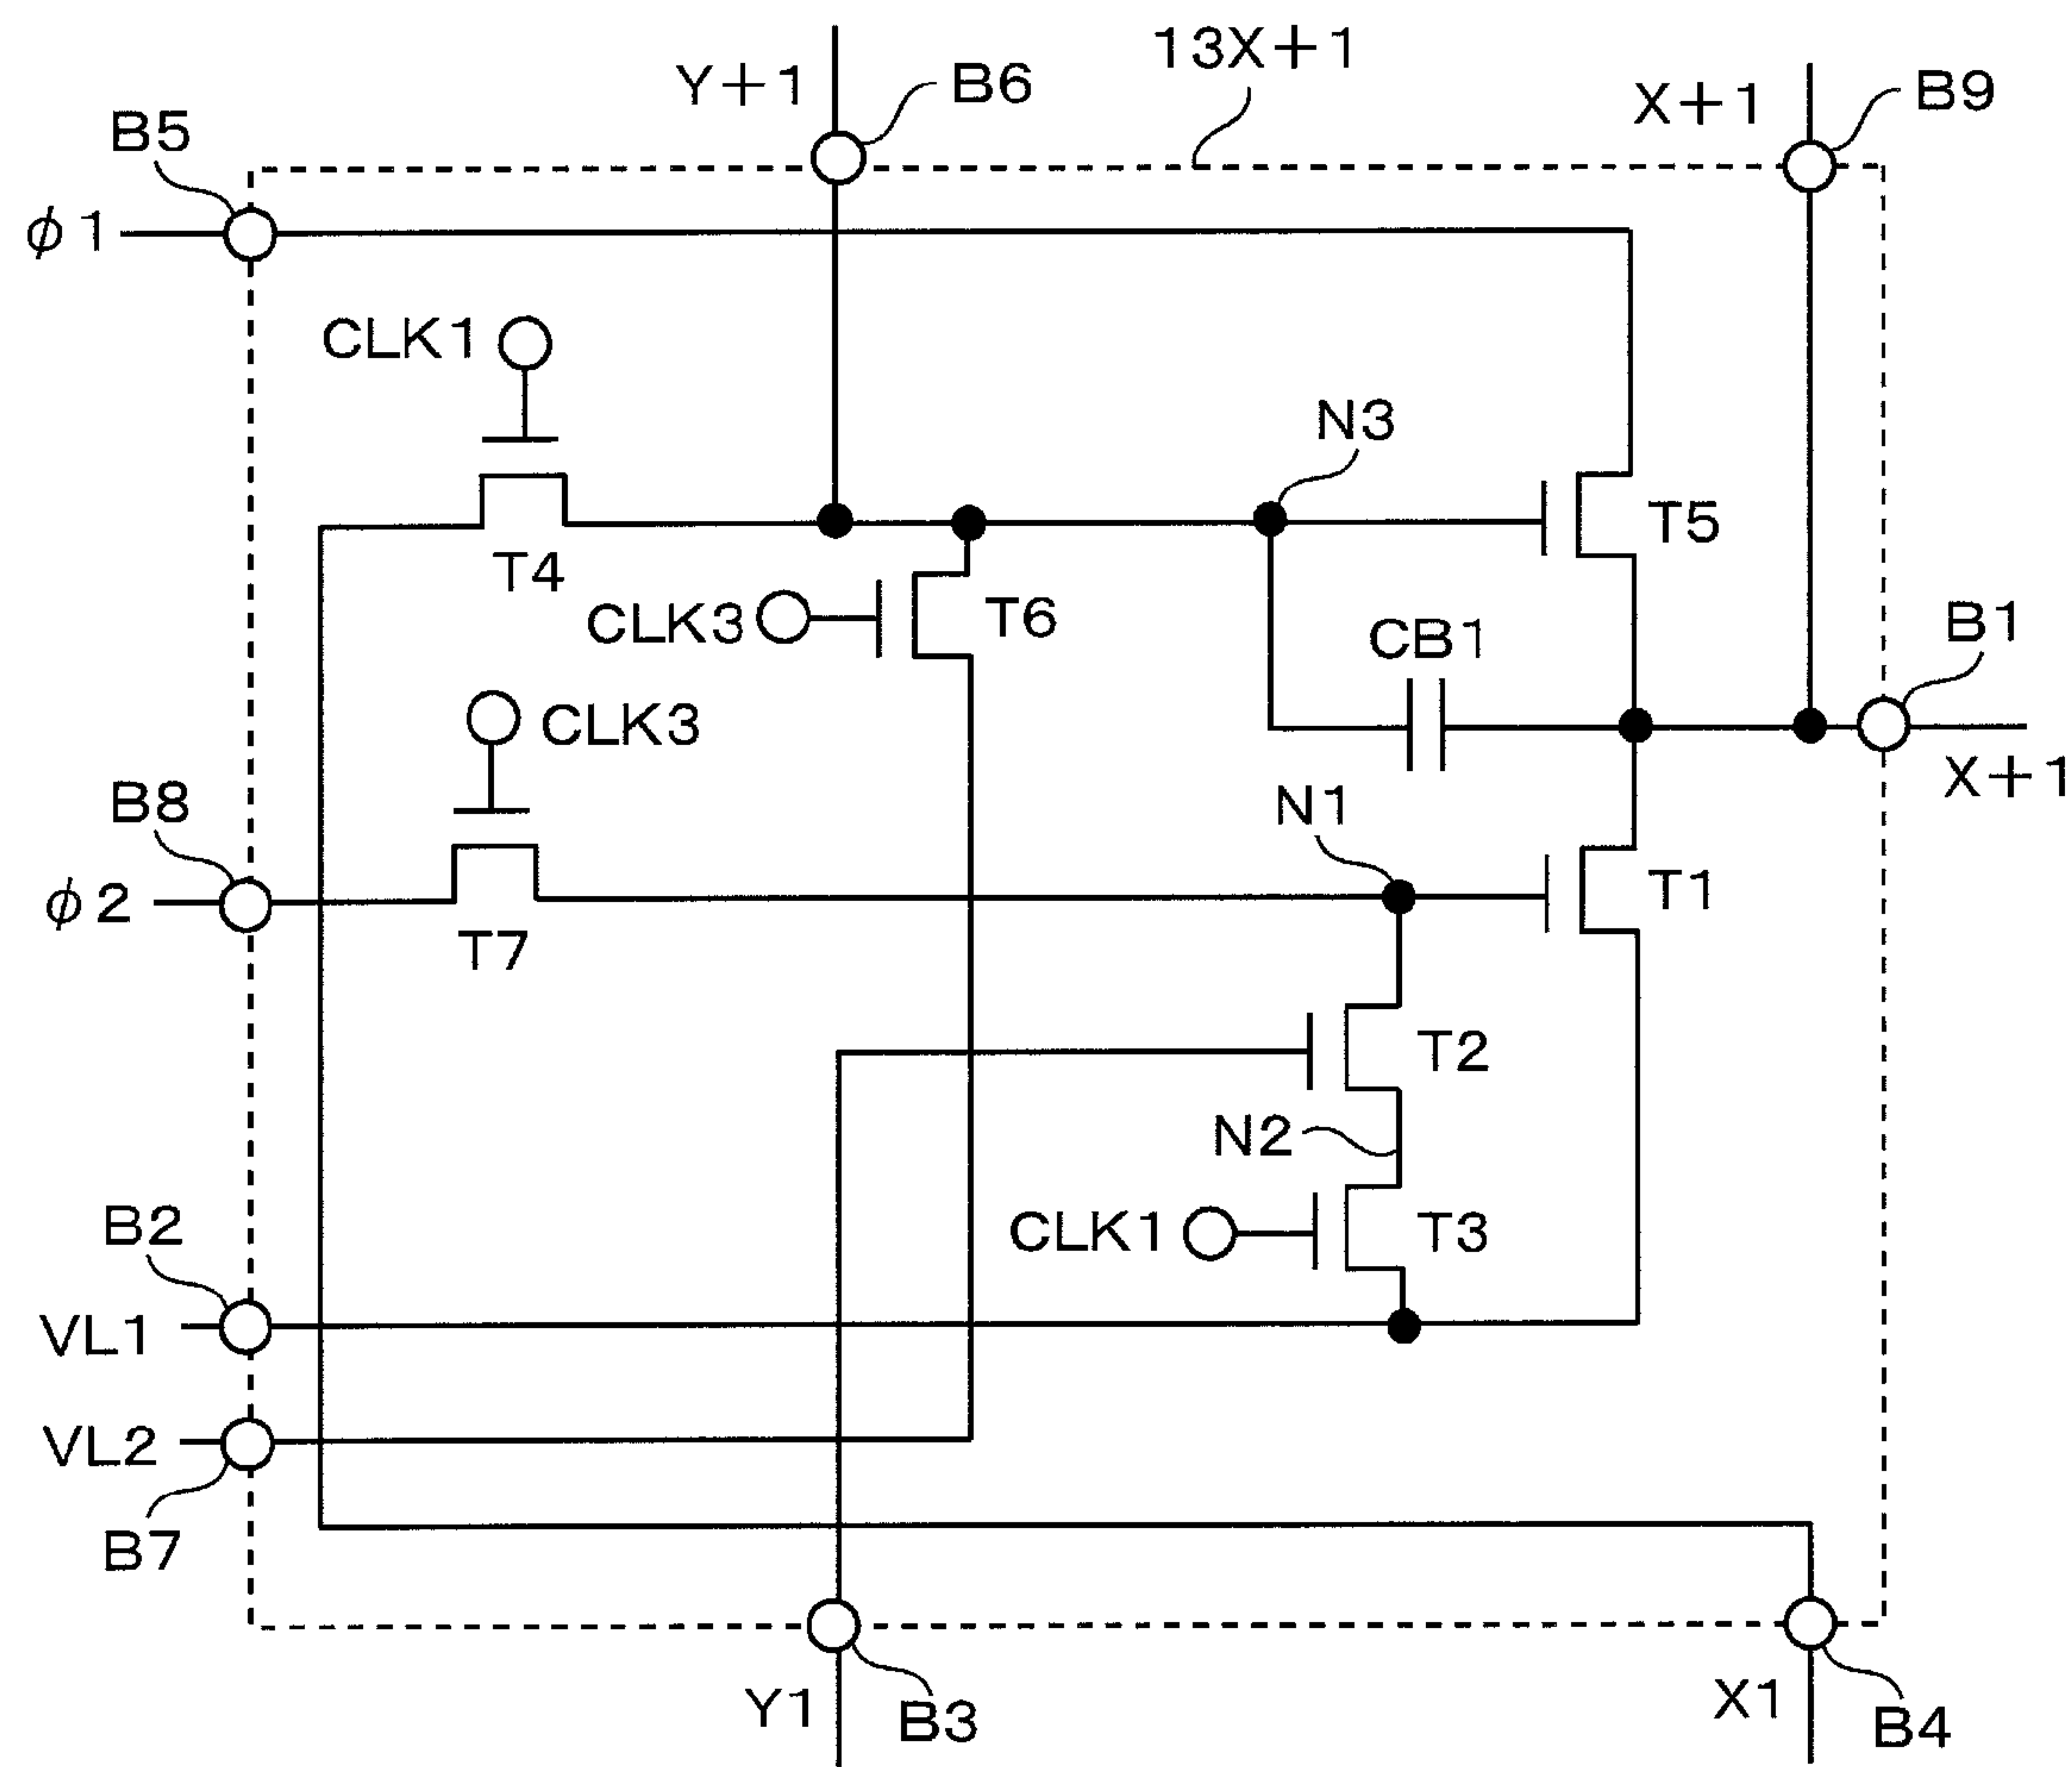 13X+1
Y+1
B6
X+1
B9
B5
ϕ1
CLK1
N3
T5
T4
CLK3
T6
CB1
B1
CLK3
X+1
B8
N1
T1
ϕ2
T7
T2
N2
B2
CLK1
T3
VL1
VL2
B7
Y1
B3
X1
B4